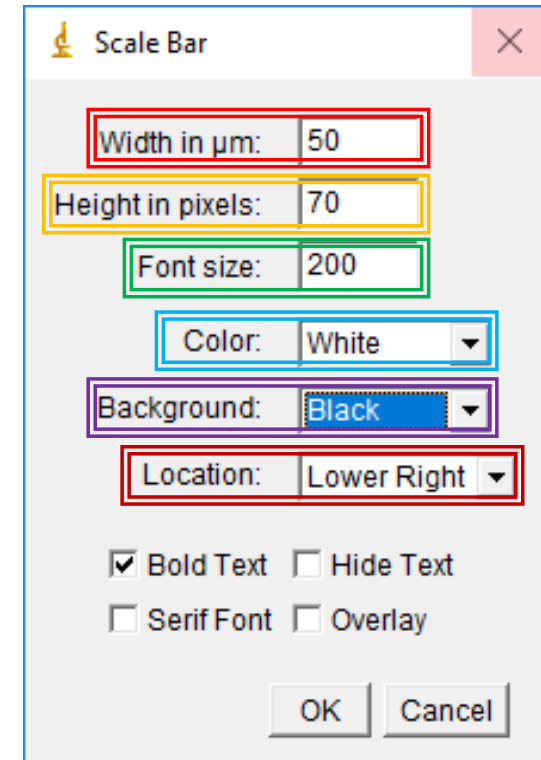 Scale Bar
Width in µm: 50
Height in pixels: 70
Font size: 200
Color: White
Background: Black
Location: Lower Right
Bold Text Hide Text
Serif Font Overlay
OK Cancel